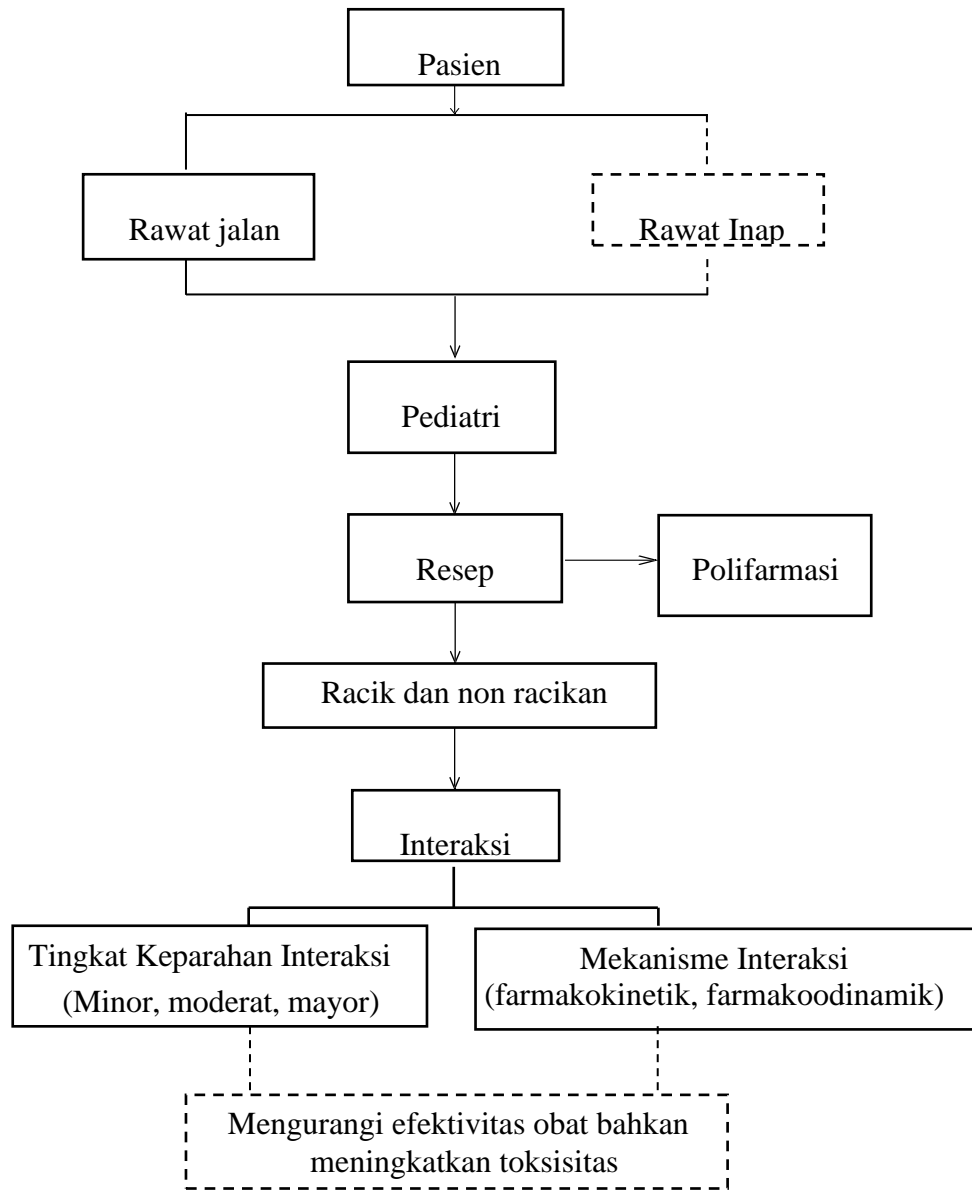 Pasien
Rawat jalan
Rawat Inap
Pediatri
Resep
Polifarmasi
Racik dan non racikan
Interaksi
Tingkat Keparahan Interaksi
(Minor, moderat, mayor)
Mekanisme Interaksi
(farmakokinetik, farmakoodinamik)
Mengurangi efektivitas obat bahkan
meningkatkan toksisitas